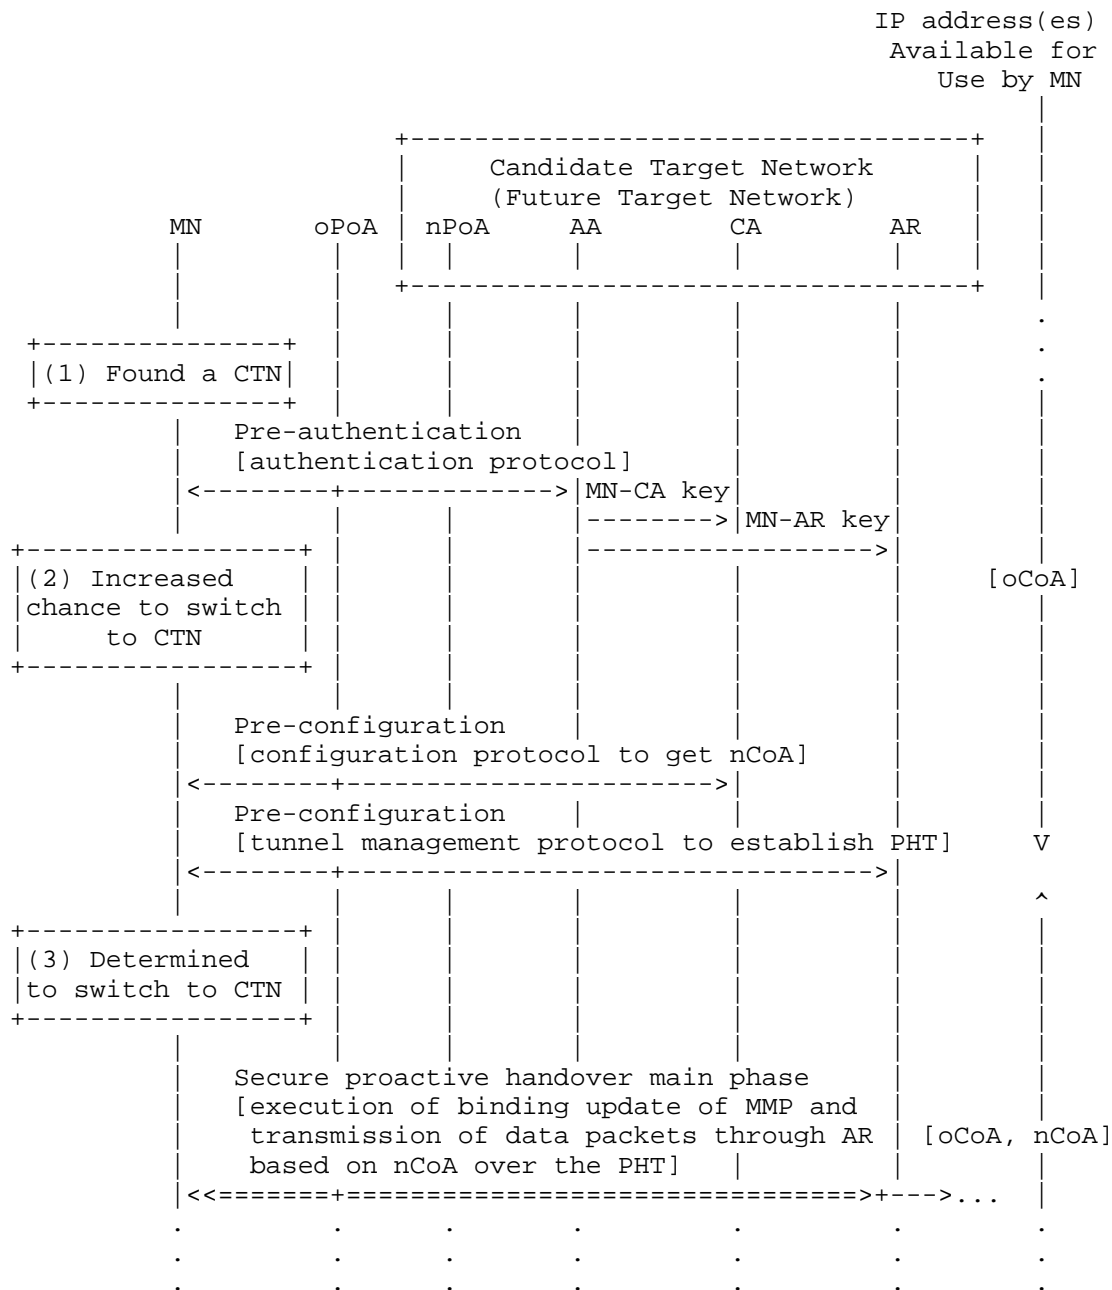 IP address(es)
Available for
Use by MN
Candidate Target Network
(Future Target Network)
MN oPoA nPoA AA CA AR
(1) Found a CTN
Pre-authentication
[authentication protocol]
MN-CA key
MN-AR key
(2) Increased [oCoA]
chance to switch
to CTN
Pre-configuration
[configuration protocol to get nCoA]
Pre-configuration
[tunnel management protocol to establish PHT] V
^
(3) Determined
to switch to CTN
Secure proactive handover main phase
[execution of binding update of MMP and
transmission of data packets through AR [oCoA, nCoA]
based on nCoA over the PHT]
...